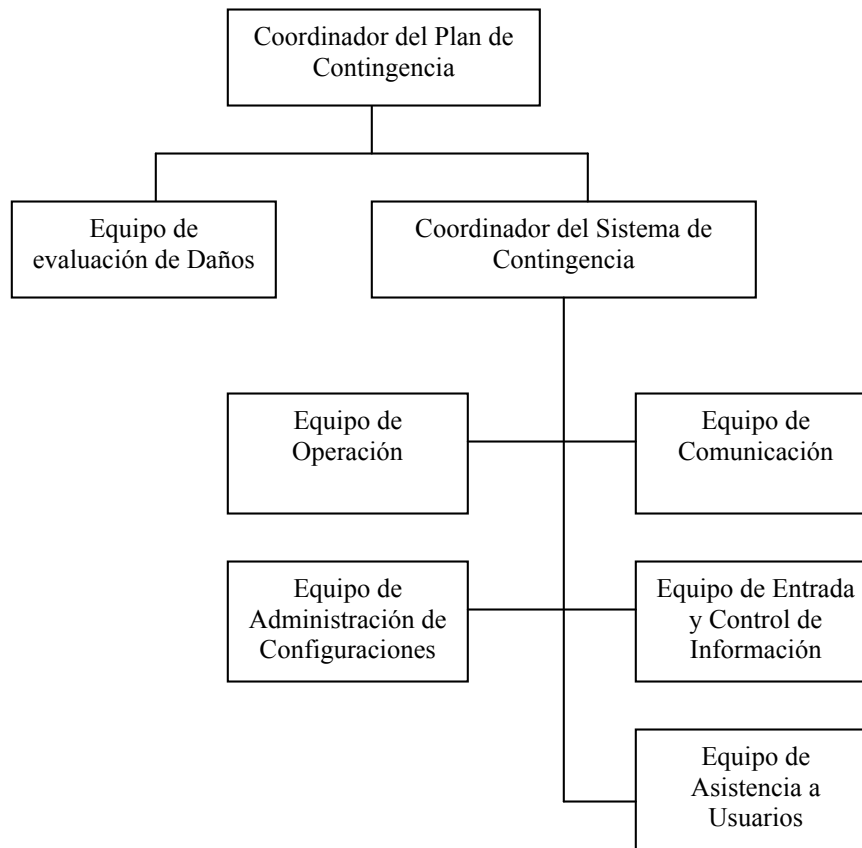 Coordinador del Plan de
Contingencia
Equipo de
evaluación de Daños
Coordinador del Sistema de
Contingencia
Equipo de
Operación
Equipo de
Comunicación
Equipo de
Administración de
Configuraciones
Equipo de Entrada
y Control de
Información
Equipo de
Asistencia a
Usuarios